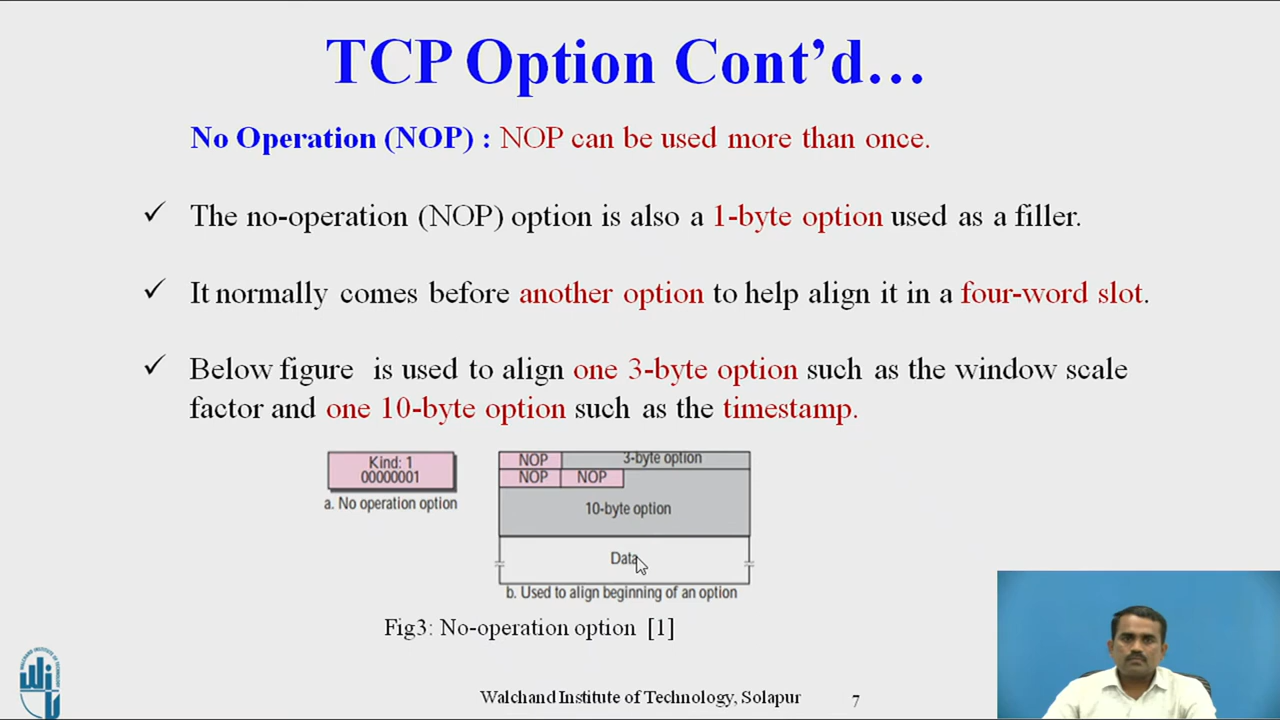 TCP Option Cont’d…
No Operation (NOP) : NOP can be used more than once.
✓ The no-operation (NOP) option is also a 1-byte option used as a filler.
✓ It normally comes before another option to help align it in a four-word slot.
✓ Below figure is used to align one 3-byte option such as the window scale
factor and one 10-byte option such as the timestamp.
Kind: 1
00000001
a. No operation option
NOP 3-byte option
NOP NOP
10-byte option
Data
b. Used to align beginning of an option
Fig3: No-operation option [1]
Walchand Institute of Technology, Solapur 7